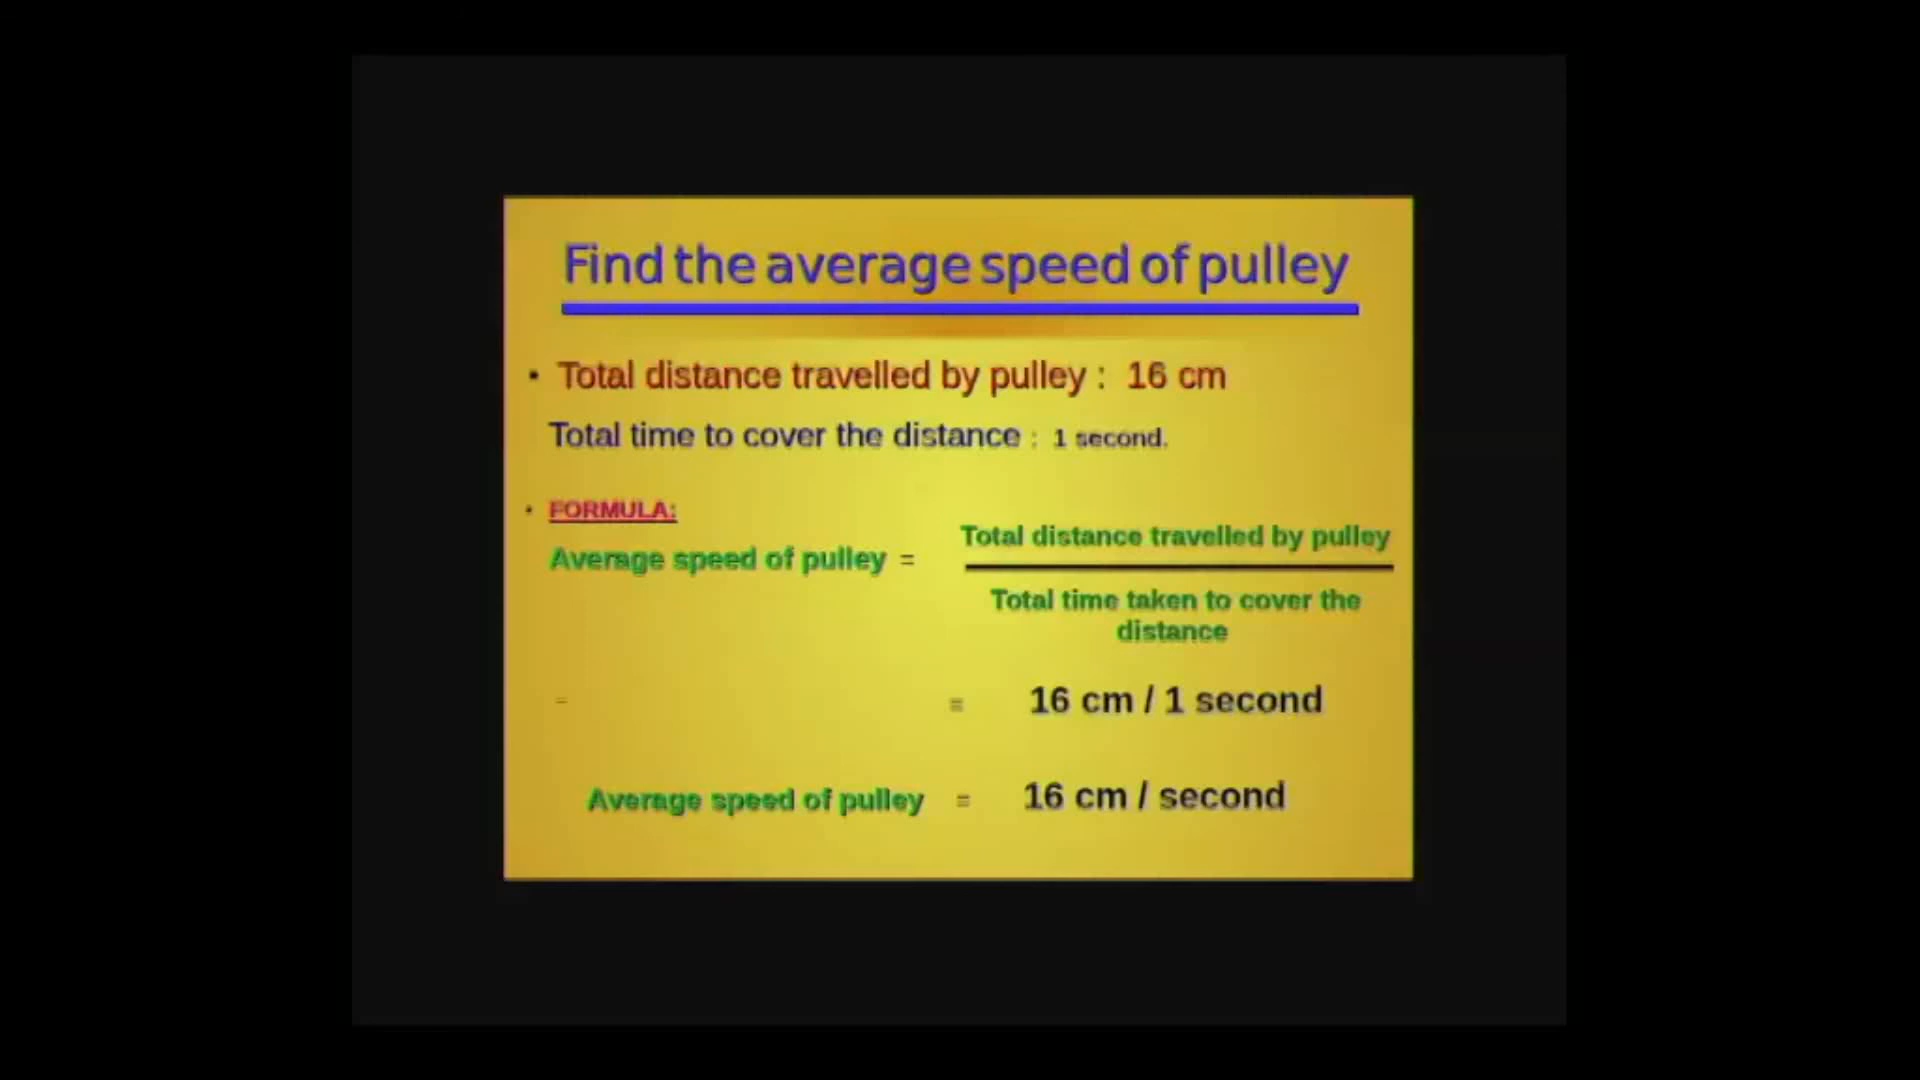 Find the average speed of pulley
• Total distance travelled by pulley : 16 cm
Total time to cover the distance : 1 second.
• FORMULA:
Average speed of pulley =
Total distance travelled by pulley
Total time taken to cover the
distance
= = 16 cm / 1 second
Average speed of pulley = 16 cm / second